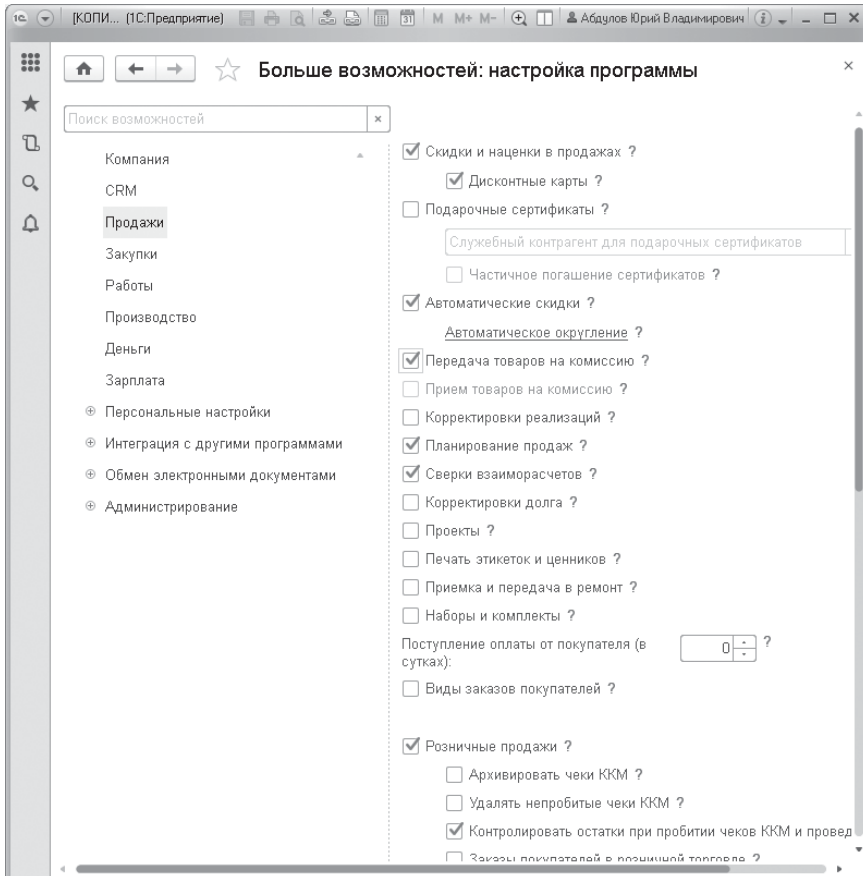 [КОПИ... (1С:Предприятие) M M+ M- Абдулов Юрий Владимирович
Больше возможностей: настройка программы
Поиск возможностей
Компания
CRM
Продажи
Закупки
Работы
Производство
Деньги
Зарплата
Персональные настройки
Интеграция с другими программами
Обмен электронными документами
Администрирование
Скидки и наценки в продажах ?
Дисконтные карты ?
Подарочные сертификаты ?
Служебный контрагент для подарочных сертификатов
Частичное погашение сертификатов ?
Автоматические скидки ?
Автоматическое округление ?
Передача товаров на комиссию ?
Прием товаров на комиссию ?
Корректировки реализаций ?
Планирование продаж ?
Сверки взаиморасчетов ?
Корректировки долга ?
Проекты ?
Печать этикеток и ценников ?
Приемка и передача в ремонт ?
Наборы и комплекты ?
Поступление оплаты от покупателя (в
сутках): 0 ?
Виды заказов покупателей ?
Розничные продажи ?
Архивировать чеки ККМ ?
Удалять непробитые чеки ККМ ?
Контролировать остатки при пробитии чеков ККМ и провед
Заказы покупателей в розничной торговле ?